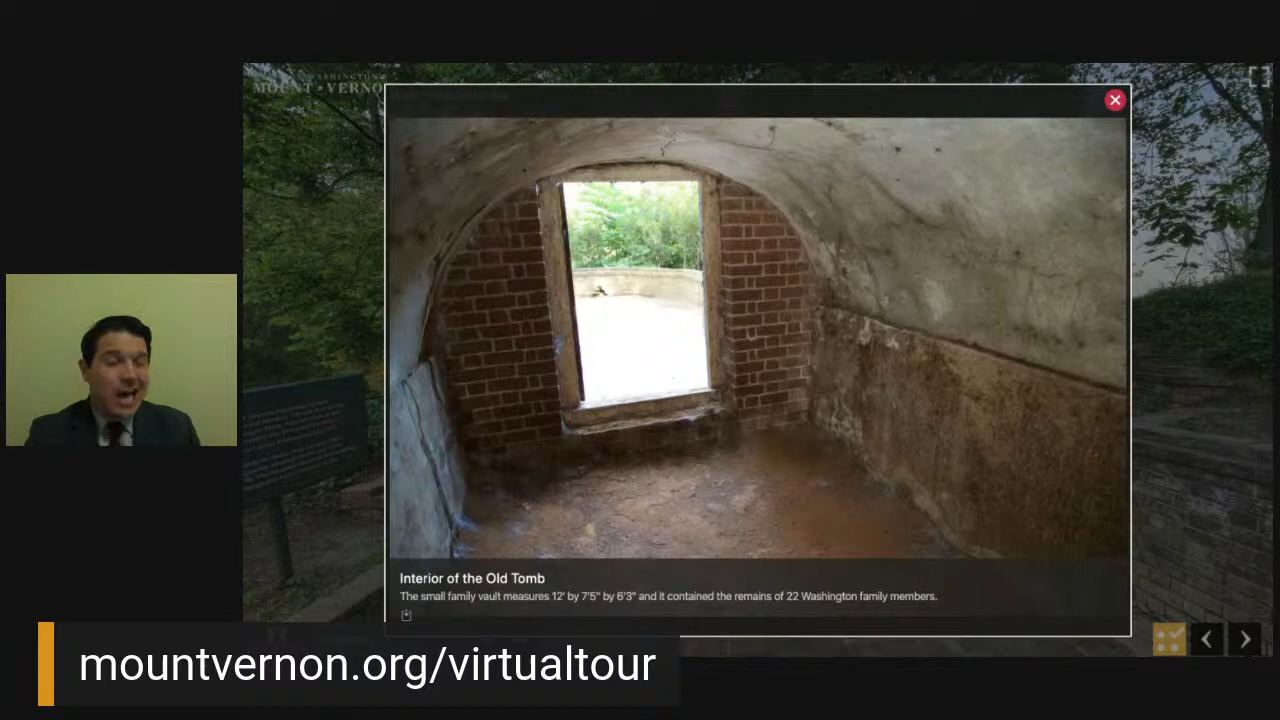 WASHINGTON'S
MOUNT VERNON
Interior of the Old Tomb
The small family vault measures 12' by 7'5" by 6'3" and it contained the remains of 22 Washington family members.
mountvernon.org/virtualtour